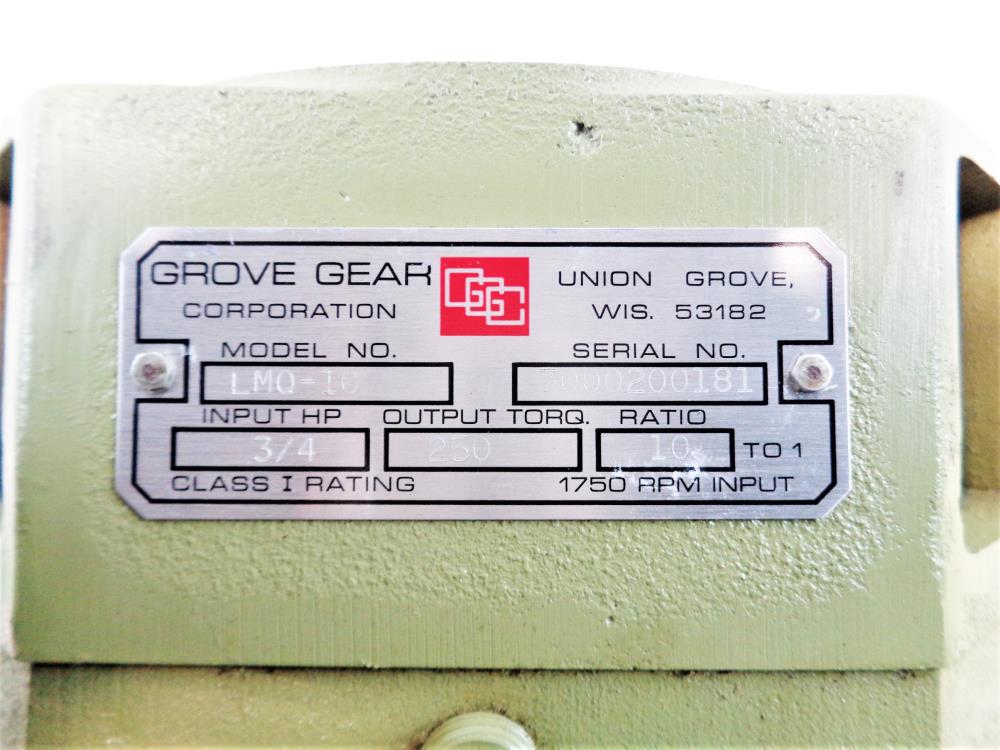 GROVE GEAR UNION GROVE,
CORPORATION WIS. 53182
MODEL NO. SERIAL NO.
LMQ-10 7000200181
INPUT HP OUTPUT TORQ. RATIO
3/4 250 10 TO 1
CLASS I RATING 1750 RPM INPUT